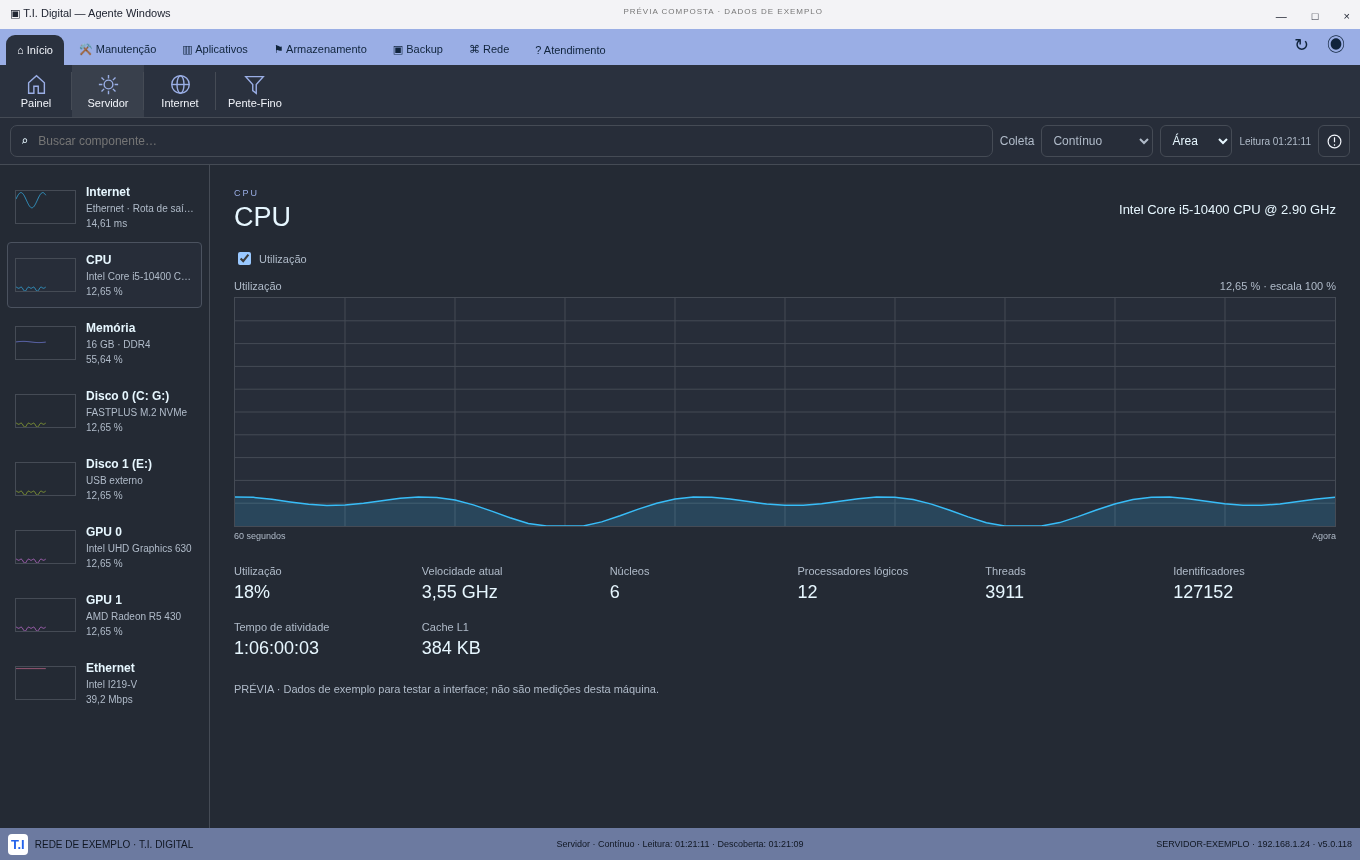 T.I. Digital — Agente Windows
PRÉVIA COMPOSTA · DADOS DE EXEMPLO
Início
Manutenção
Aplicativos
Armazenamento
Backup
Rede
? Atendimento
Painel
Servidor
Internet
Pente-Fino
Buscar componente…
Coleta
Contínuo
Área
Leitura 01:21:11
Internet
Ethernet · Rota de saí…
14,61 ms
CPU
Intel Core i5-10400 C…
12,65 %
Memória
16 GB · DDR4
55,64 %
Disco 0 (C: G:)
FASTPLUS M.2 NVMe
12,65 %
Disco 1 (E:)
USB externo
12,65 %
GPU 0
Intel UHD Graphics 630
12,65 %
GPU 1
AMD Radeon R5 430
12,65 %
Ethernet
Intel I219-V
39,2 Mbps
CPU
CPU
Intel Core i5-10400 CPU @ 2.90 GHz
Utilização
Utilização
12,65 % · escala 100 %
60 segundos
Agora
Utilização
18%
Velocidade atual
3,55 GHz
Núcleos
6
Processadores lógicos
12
Threads
3911
Identificadores
127152
Tempo de atividade
1:06:00:03
Cache L1
384 KB
PRÉVIA · Dados de exemplo para testar a interface; não são medições desta máquina.
T.I
REDE DE EXEMPLO · T.I. DIGITAL
Servidor · Contínuo · Leitura: 01:21:11 · Descoberta: 01:21:09
SERVIDOR-EXEMPLO · 192.168.1.24 · v5.0.118